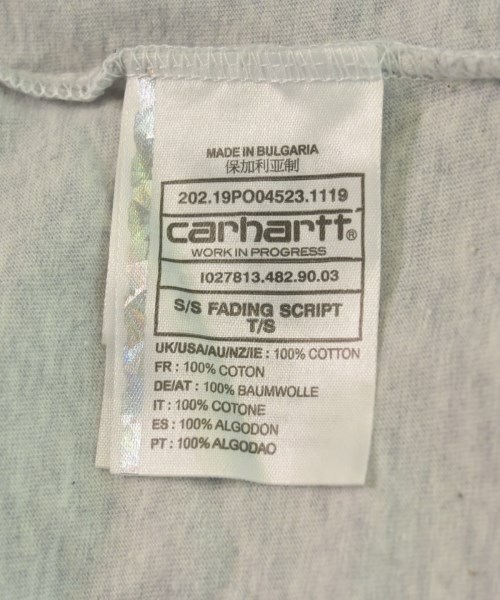 MADE IN BULGARIA
保加利亚制
202.19PO04523.1119
carhartt®
WORK IN PROGRESS
I027813.482.90.03
S/S FADING SCRIPT
T/S
UK/USA/AU/NZ/IE : 100% COTTON
FR : 100% COTON
DE/AT : 100% BAUMWOLLE
IT : 100% COTONE
ES : 100% ALGODÓN
PT : 100% ALGODAO